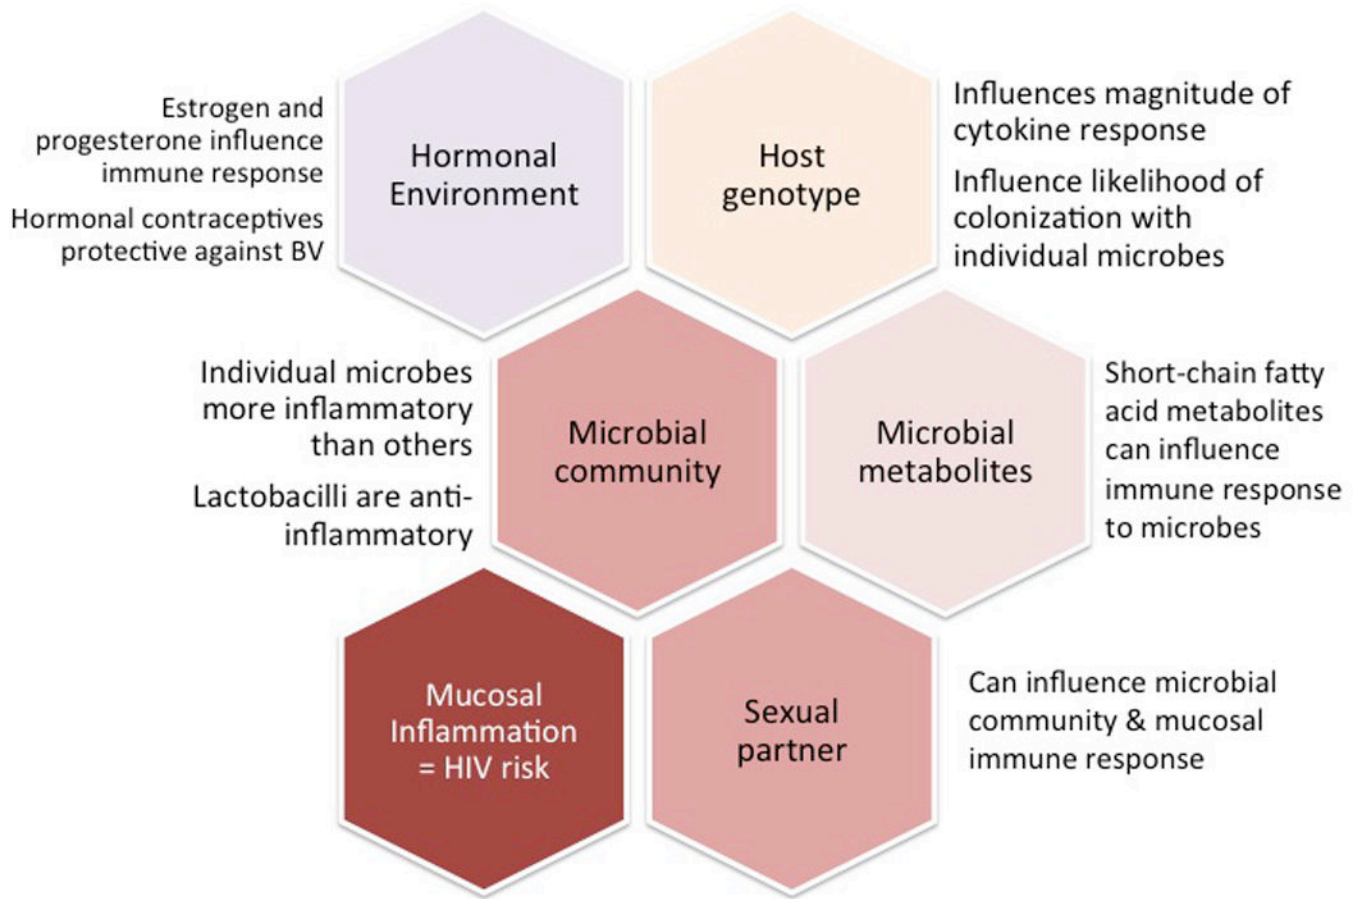 Estrogen and
progesterone influence
immune response
Hormonal contraceptives
protective against BV
Hormonal
Environment
Host
genotype
Influences magnitude of
cytokine response
Influence likelihood of
colonization with
individual microbes
Individual microbes
more inflammatory
than others
Lactobacilli are anti-
inflammatory
Microbial
community
Microbial
metabolites
Short-chain fatty
acid metabolites
can influence
immune response
to microbes
Mucosal
Inflammation
= HIV risk
Sexual
partner
Can influence microbial
community & mucosal
immune response